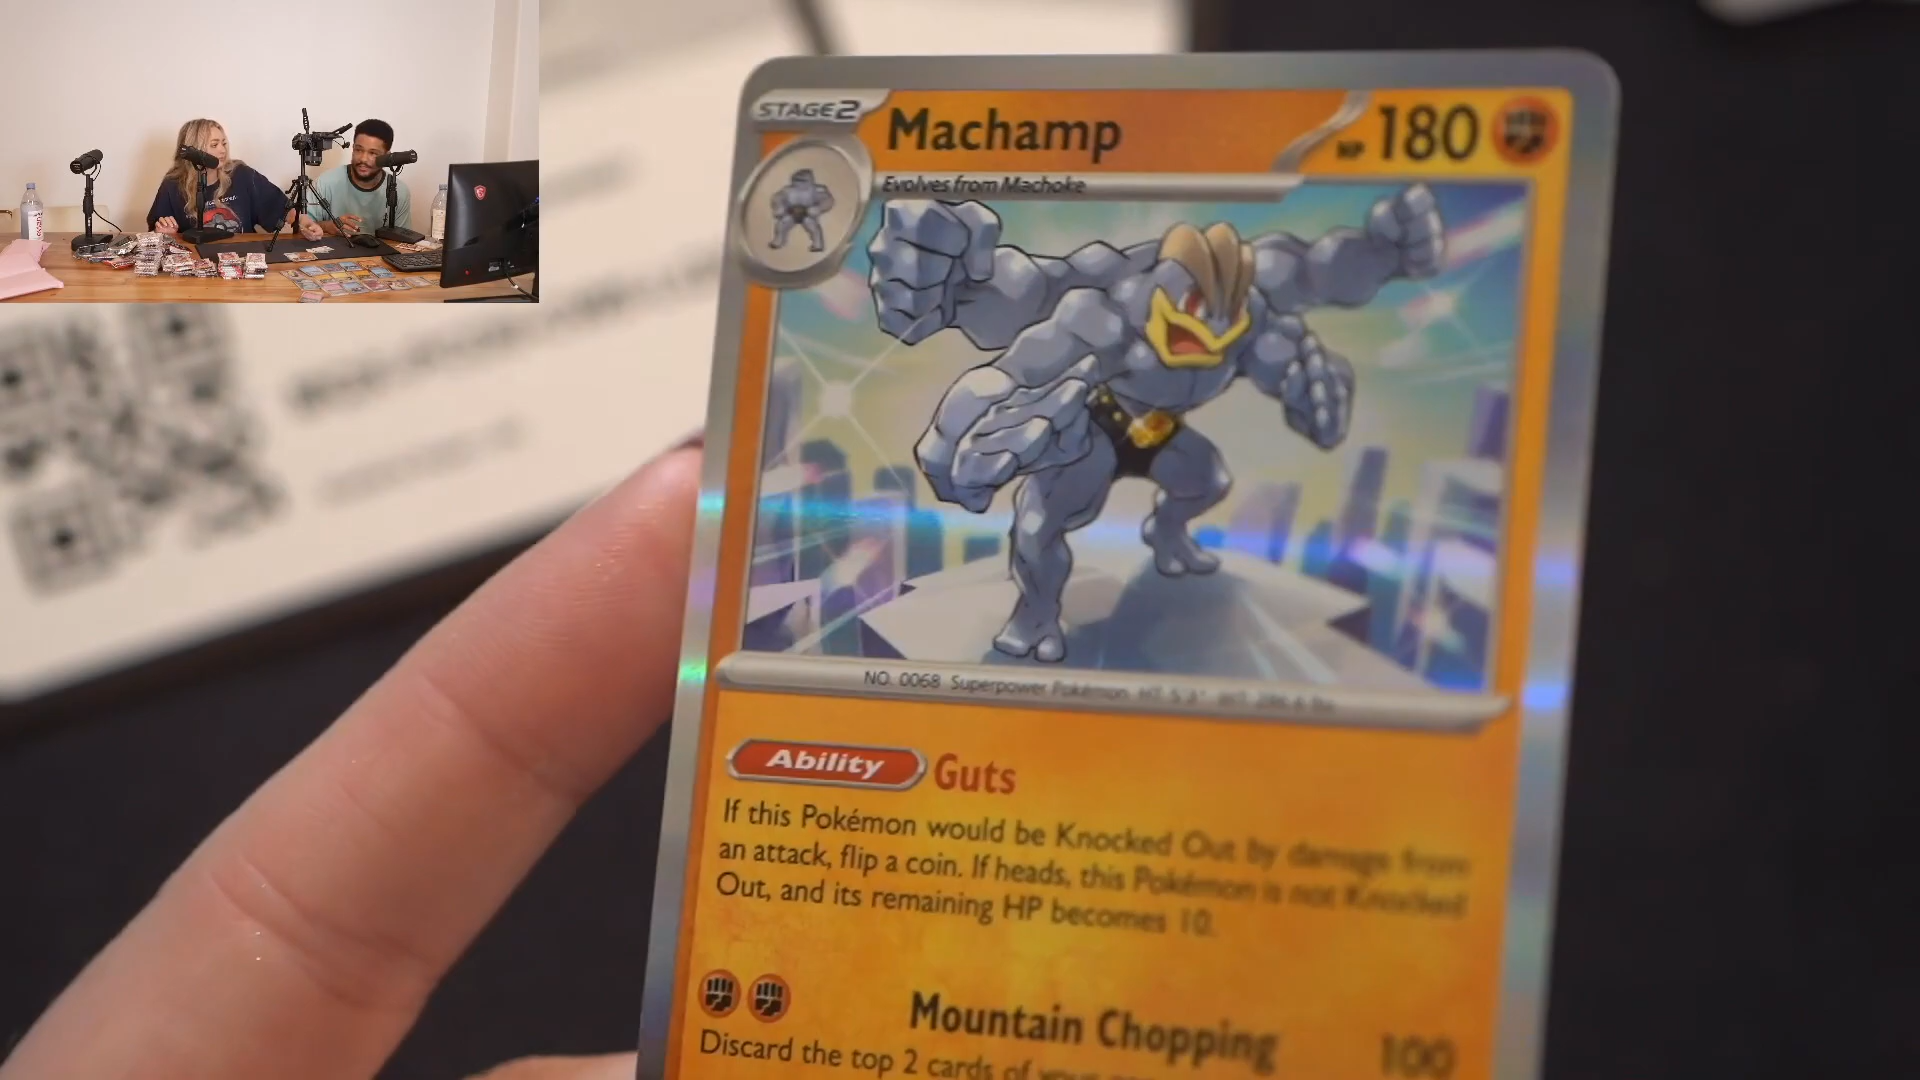 STAGE2
Machamp
HP 180
Evolves from Machoke
NO. 0068 Superpower Pokémon HT
Ability Guts
If this Pokémon would be Knocked Out by damage from
an attack, flip a coin. If heads, this Pokémon is not Knocked
Out, and its remaining HP becomes 10.
Mountain Chopping 100
Discard the top 2 cards of your